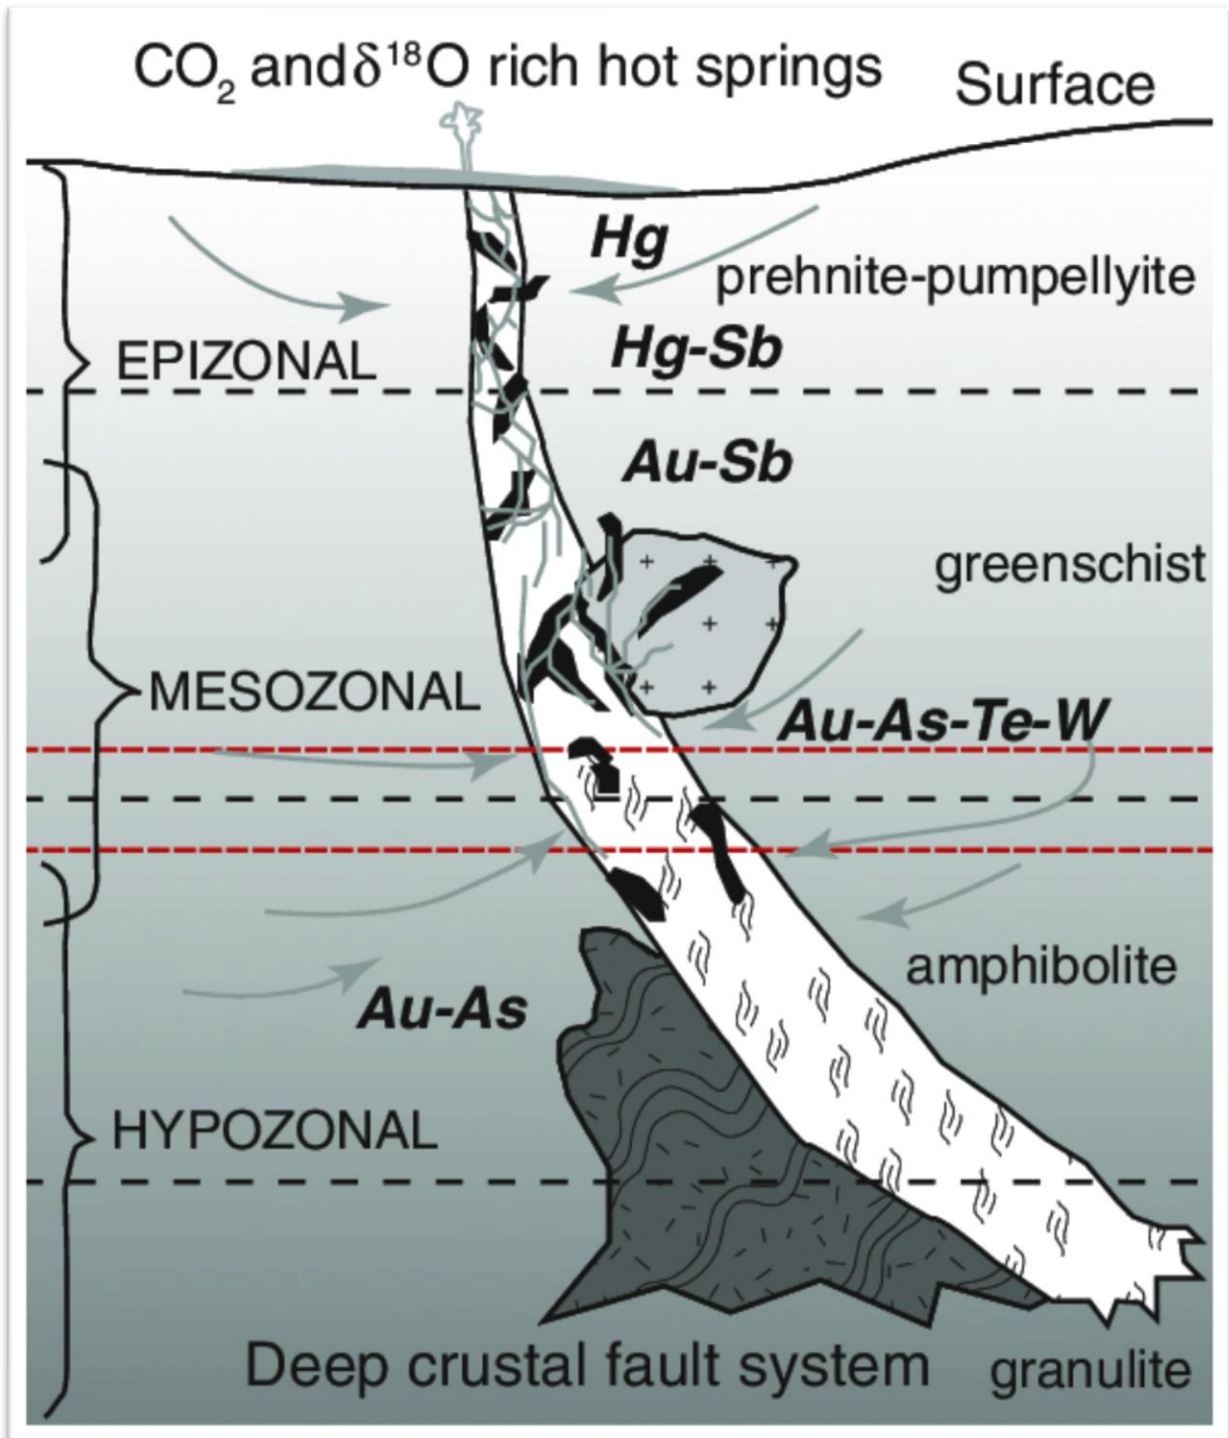 CO₂ and δ¹⁸O rich hot springs
Surface
Hg
prehnite-pumpellyite
Hg-Sb
EPIZONAL
Au-Sb
greenschist
MESOZONAL
Au-As-Te-W
amphibolite
Au-As
HYPOZONAL
Deep crustal fault system
granulite